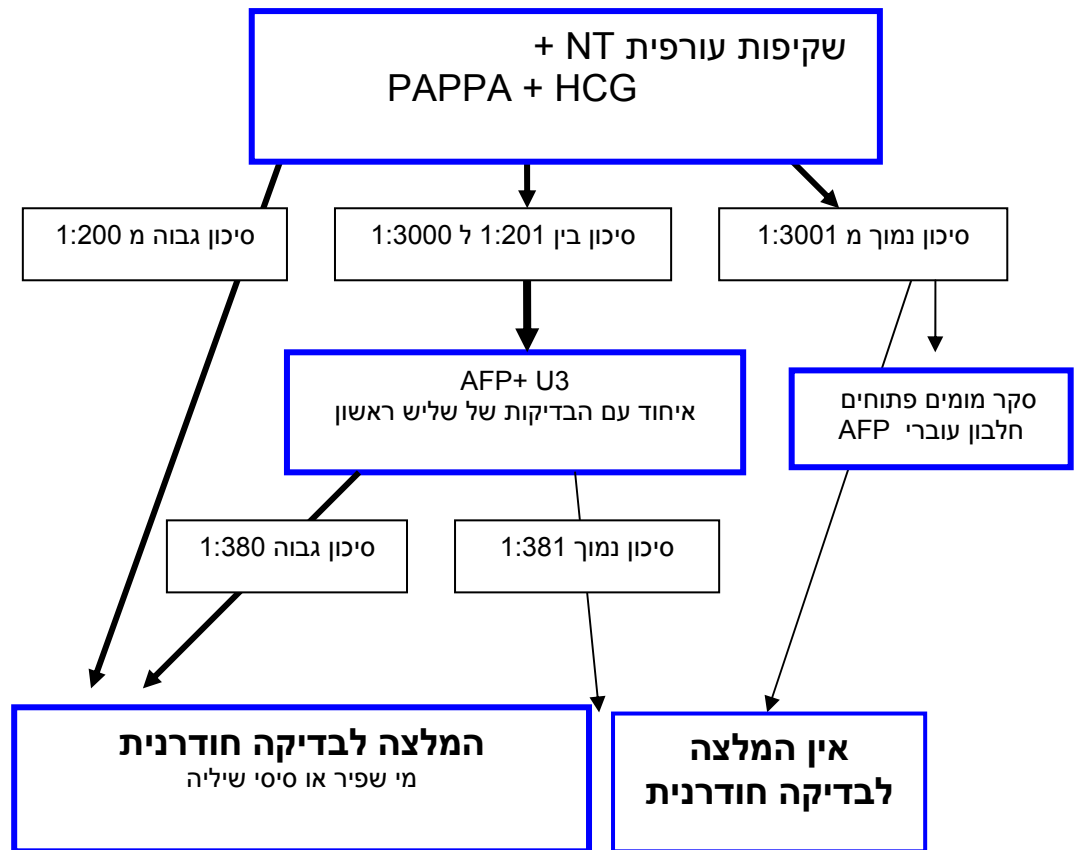 שקיפות עורפית NT +
PAPPA + HCG
סיכון נמוך מ 1:3001
סיכון בין 1:201 ל 1:3000
סיכון גבוה מ 1:200
AFP+ U3
איחוד עם הבדיקות של שליש ראשון
סקר מומים פתוחים
חלבון עוברי AFP
סיכון נמוך 1:381
סיכון גבוה 1:380
אין המלצה
לבדיקה חודרנית
המלצה לבדיקה חודרנית
מי שפיר או סיסי שיליה